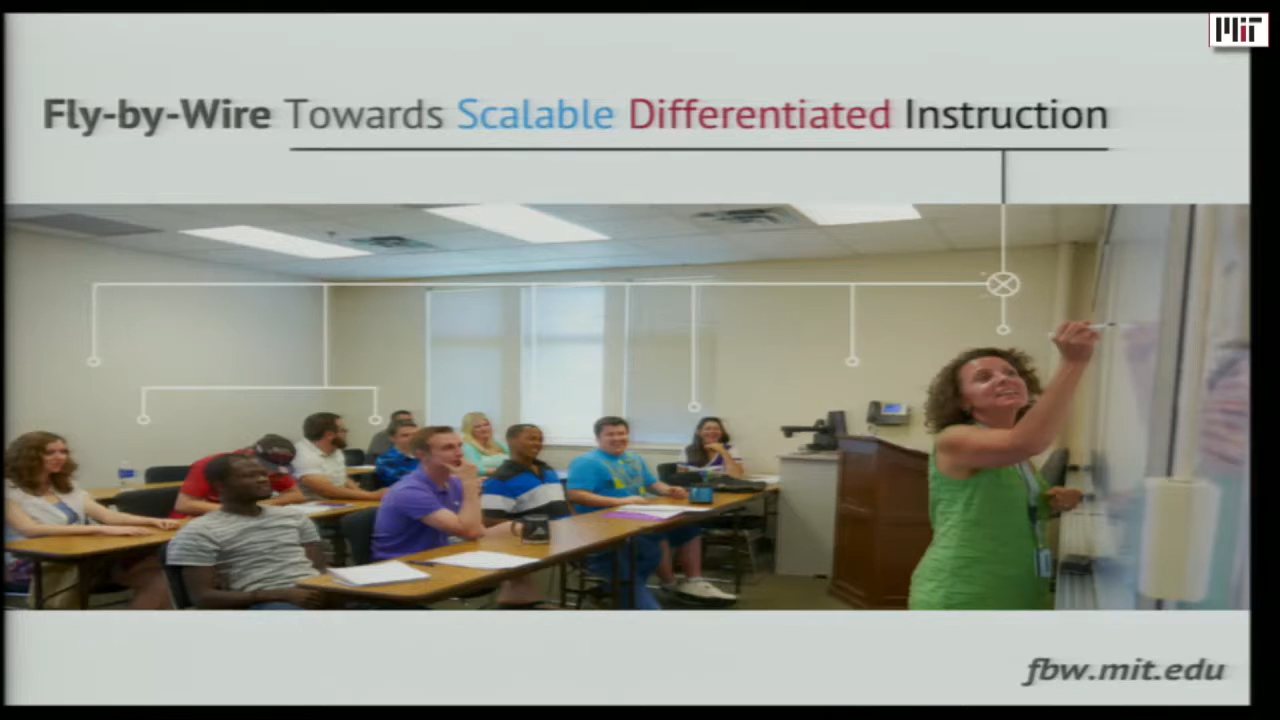 MIT
Fly-by-Wire Towards Scalable Differentiated Instruction
fbw.mit.edu